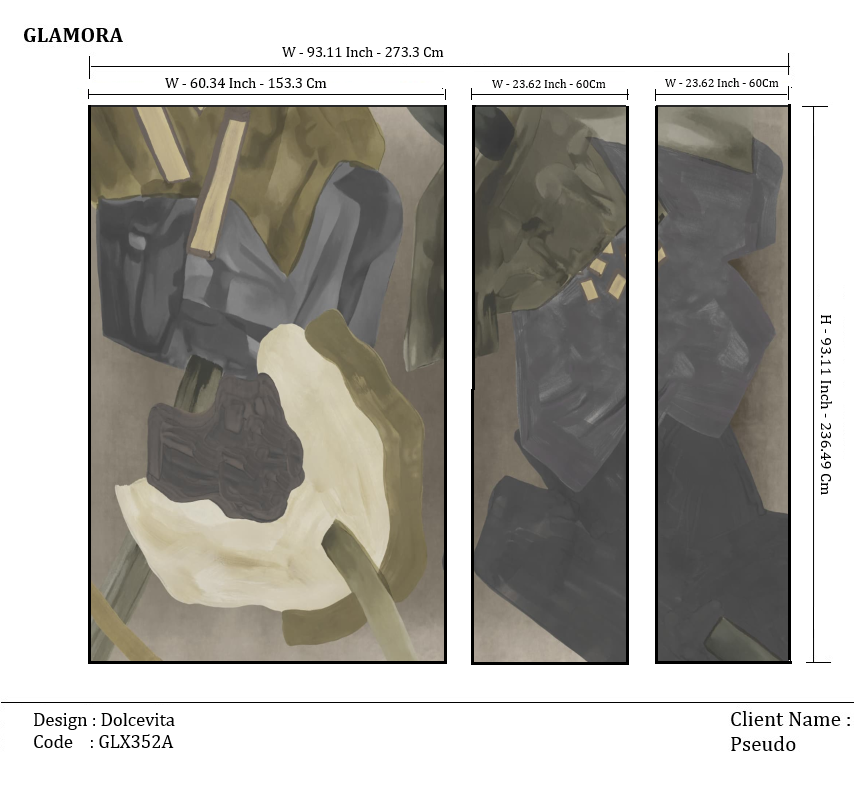 GLAMORA
W - 93.11 Inch - 273.3 Cm
W - 60.34 Inch - 153.3 Cm
W - 23.62 Inch - 60Cm
W - 23.62 Inch - 60Cm
H - 93.11 Inch - 236.49 Cm
Design : Dolcevita
Code : GLX352A
Client Name :
Pseudo